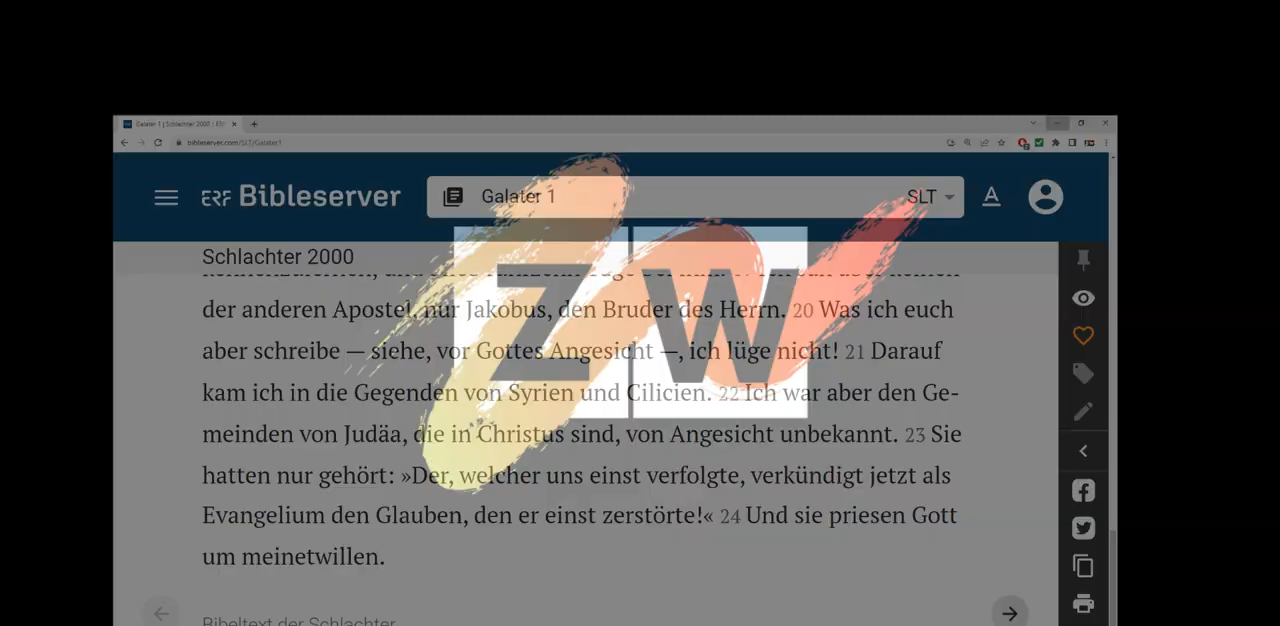 Galater 1 | Schlachter 2000 :: ERF
bibleserver.com/SLT/Galater1
ERF Bibleserver
Galater 1
SLT
A
Schlachter 2000
der anderen Apostel, nur Jakobus, den Bruder des Herrn. 20 Was ich euch
aber schreibe — siehe, vor Gottes Angesicht —, ich lüge nicht! 21 Darauf
kam ich in die Gegenden von Syrien und Cilicien. 22 Ich war aber den Ge-
meinden von Judäa, die in Christus sind, von Angesicht unbekannt. 23 Sie
hatten nur gehört: »Der, welcher uns einst verfolgte, verkündigt jetzt als
Evangelium den Glauben, den er einst zerstörte!« 24 Und sie priesen Gott
um meinetwillen.
Bibeltext der Schlachter
ZW